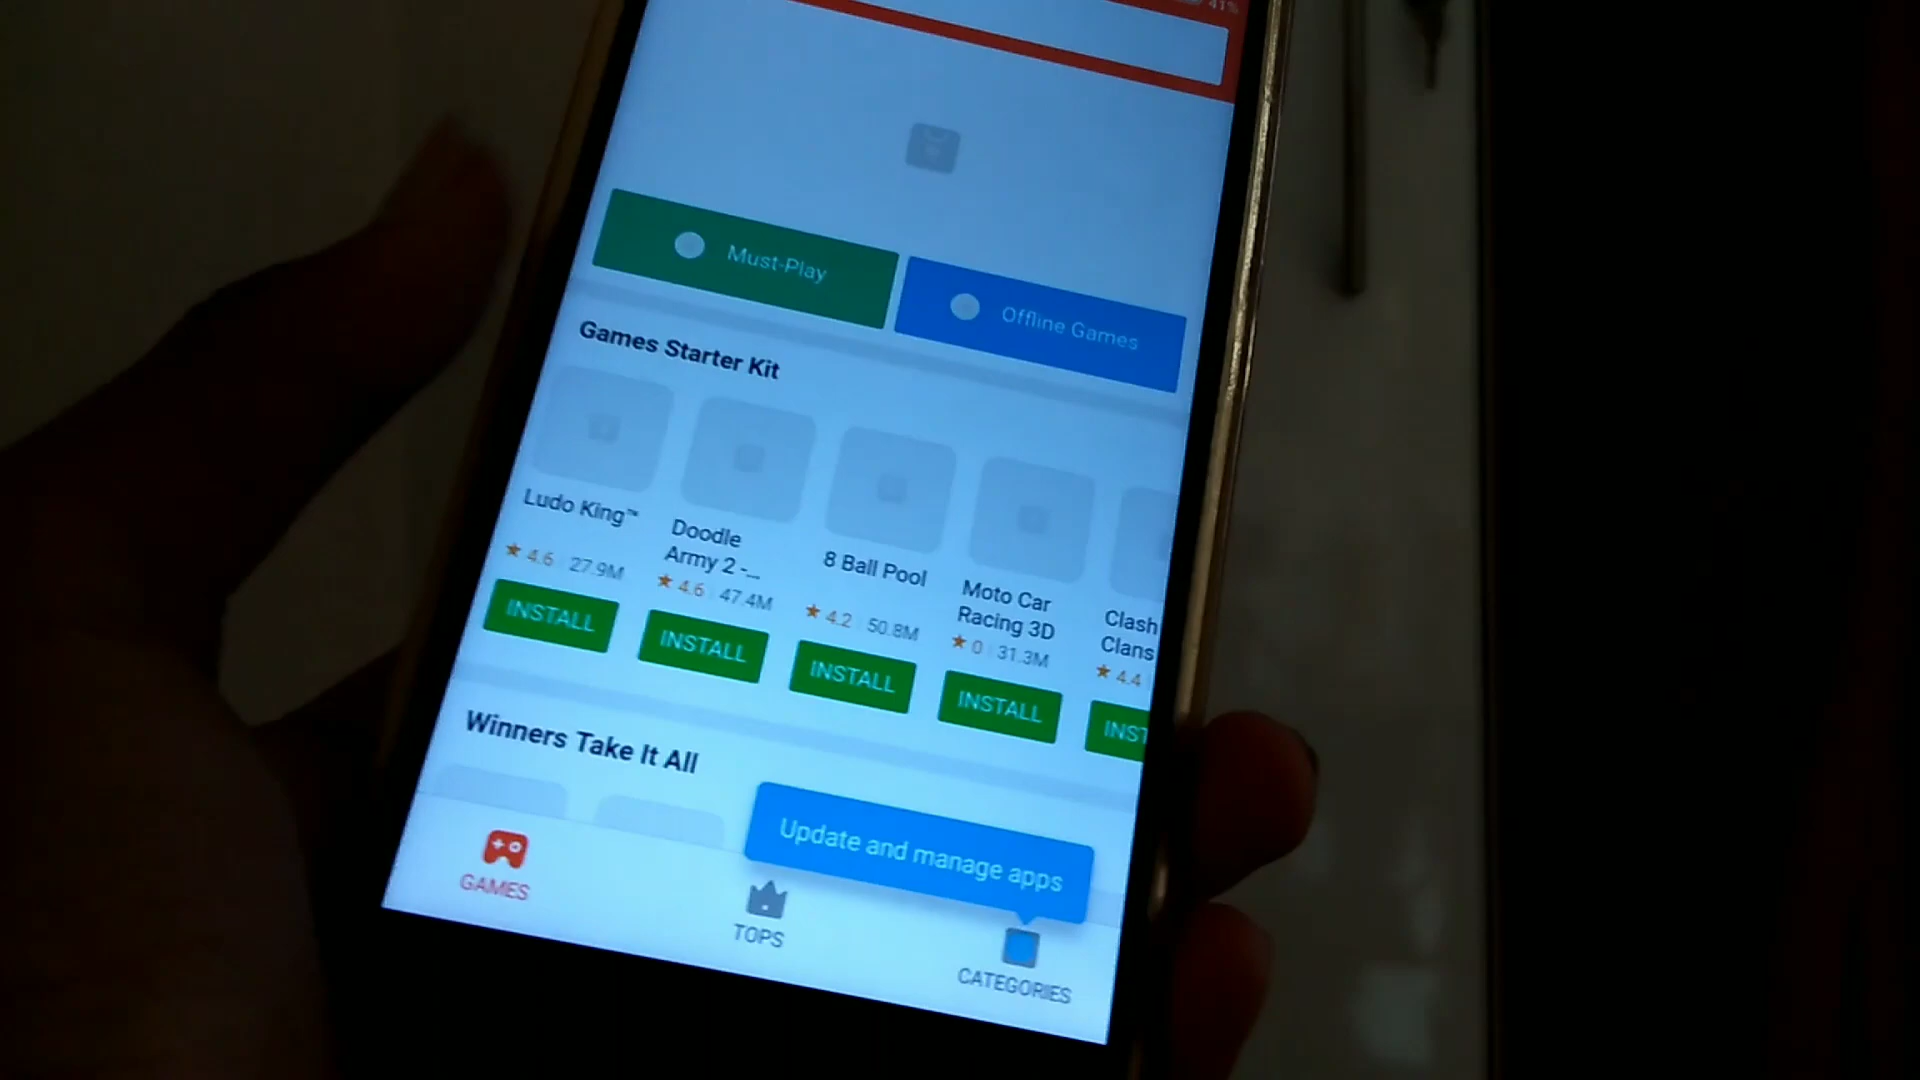 41%
Must-Play
Offline Games
Games Starter Kit
Ludo King™
★ 4.6 | 27.9M
INSTALL
Doodle
Army 2 -...
★ 4.6 | 47.4M
INSTALL
8 Ball Pool
★ 4.2 | 50.8M
INSTALL
Moto Car
Racing 3D
★ 0 | 31.3M
INSTALL
Clash
Clans
★ 4.4 |
INST
Winners Take It All
Update and manage apps
GAMES
TOPS
CATEGORIES